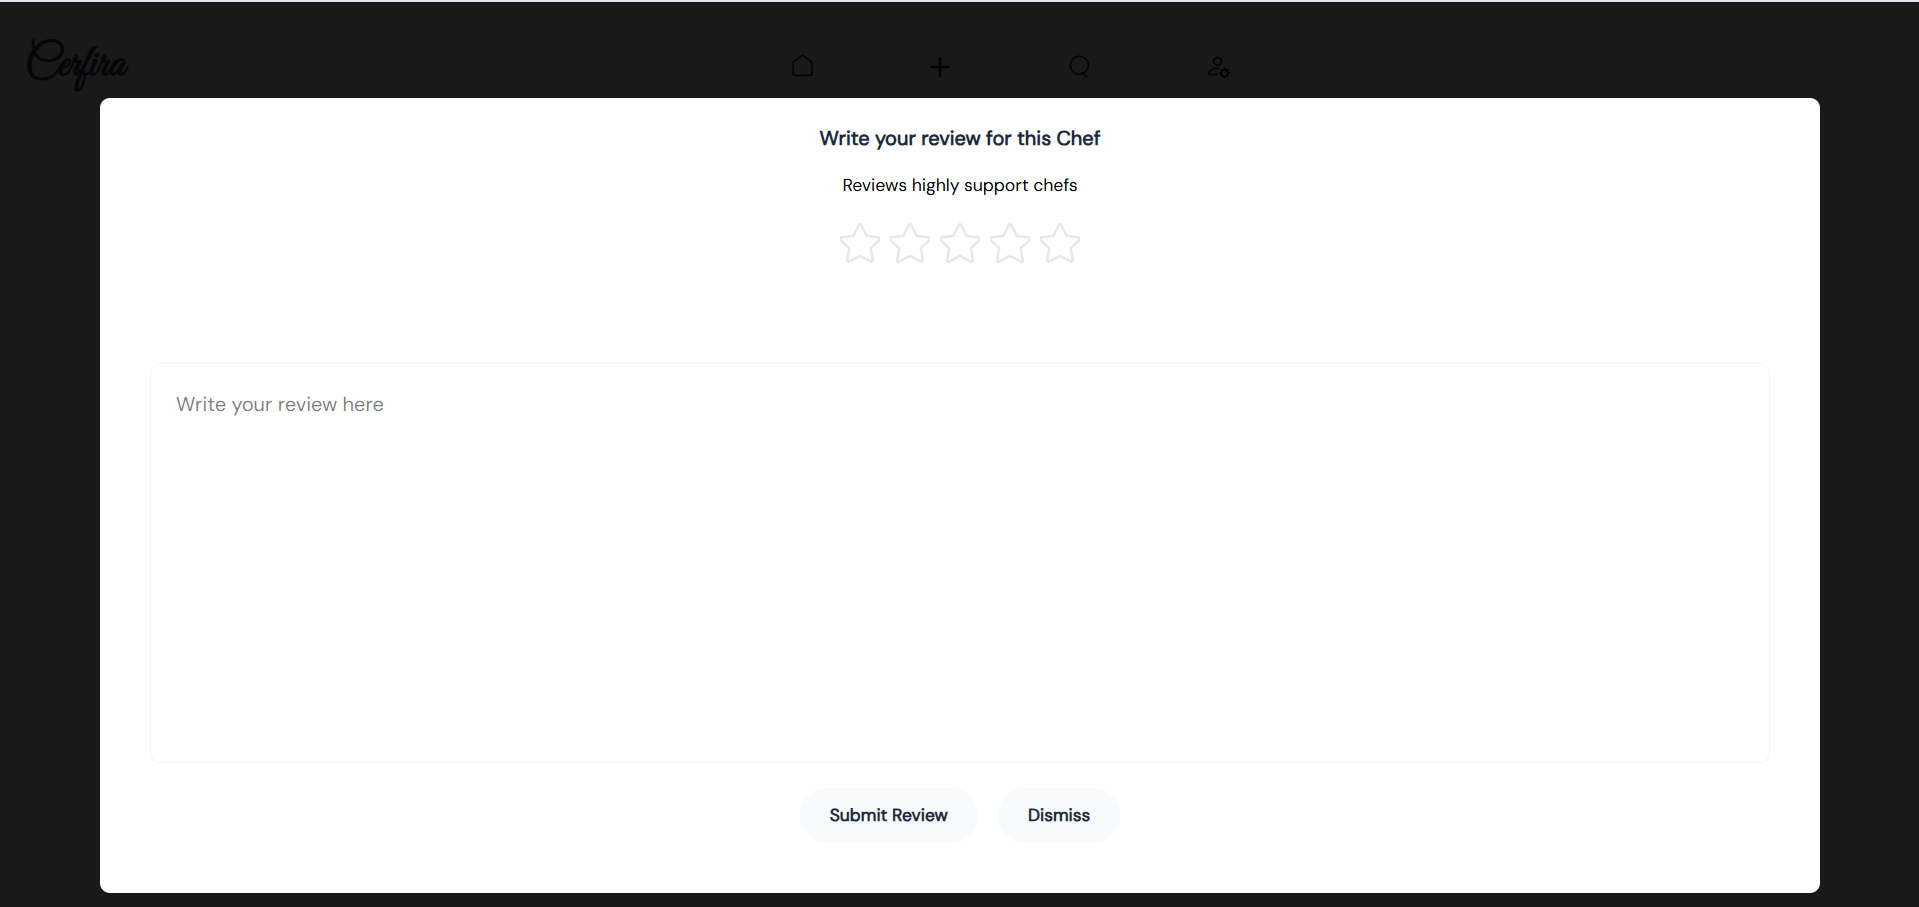 Cerfira
Write your review for this Chef
Reviews highly support chefs
Write your review here
Submit Review
Dismiss